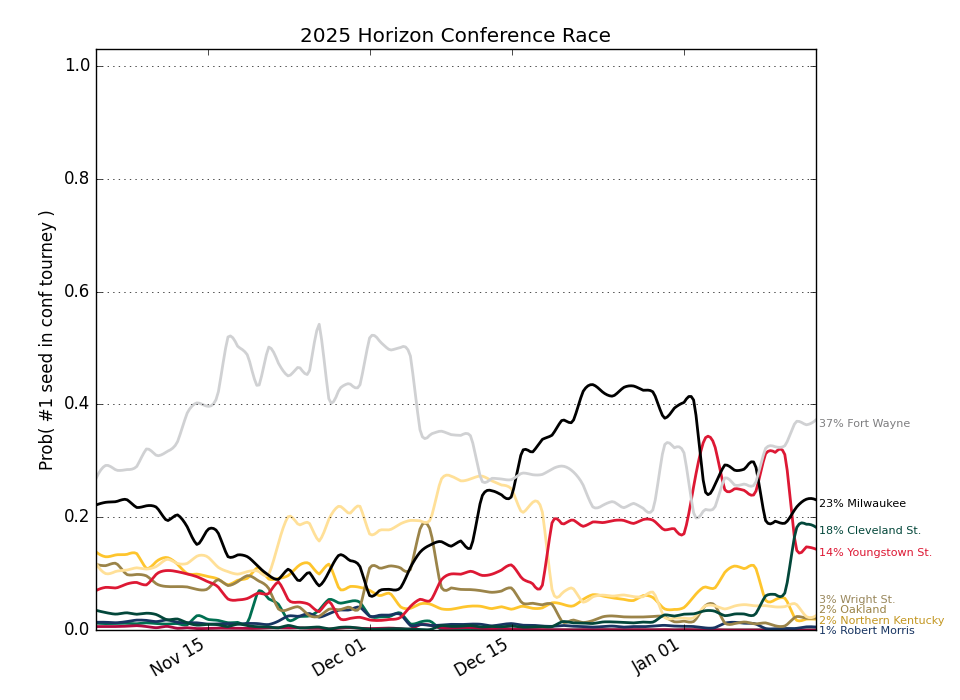 2025 Horizon Conference Race
Prob( #1 seed in conf tourney )
1.0
0.8
0.6
0.4
0.2
0.0
Nov 15
Dec 01
Dec 15
Jan 01
37% Fort Wayne
23% Milwaukee
18% Cleveland St.
14% Youngstown St.
3% Wright St.
2% Oakland
2% Northern Kentucky
1% Robert Morris